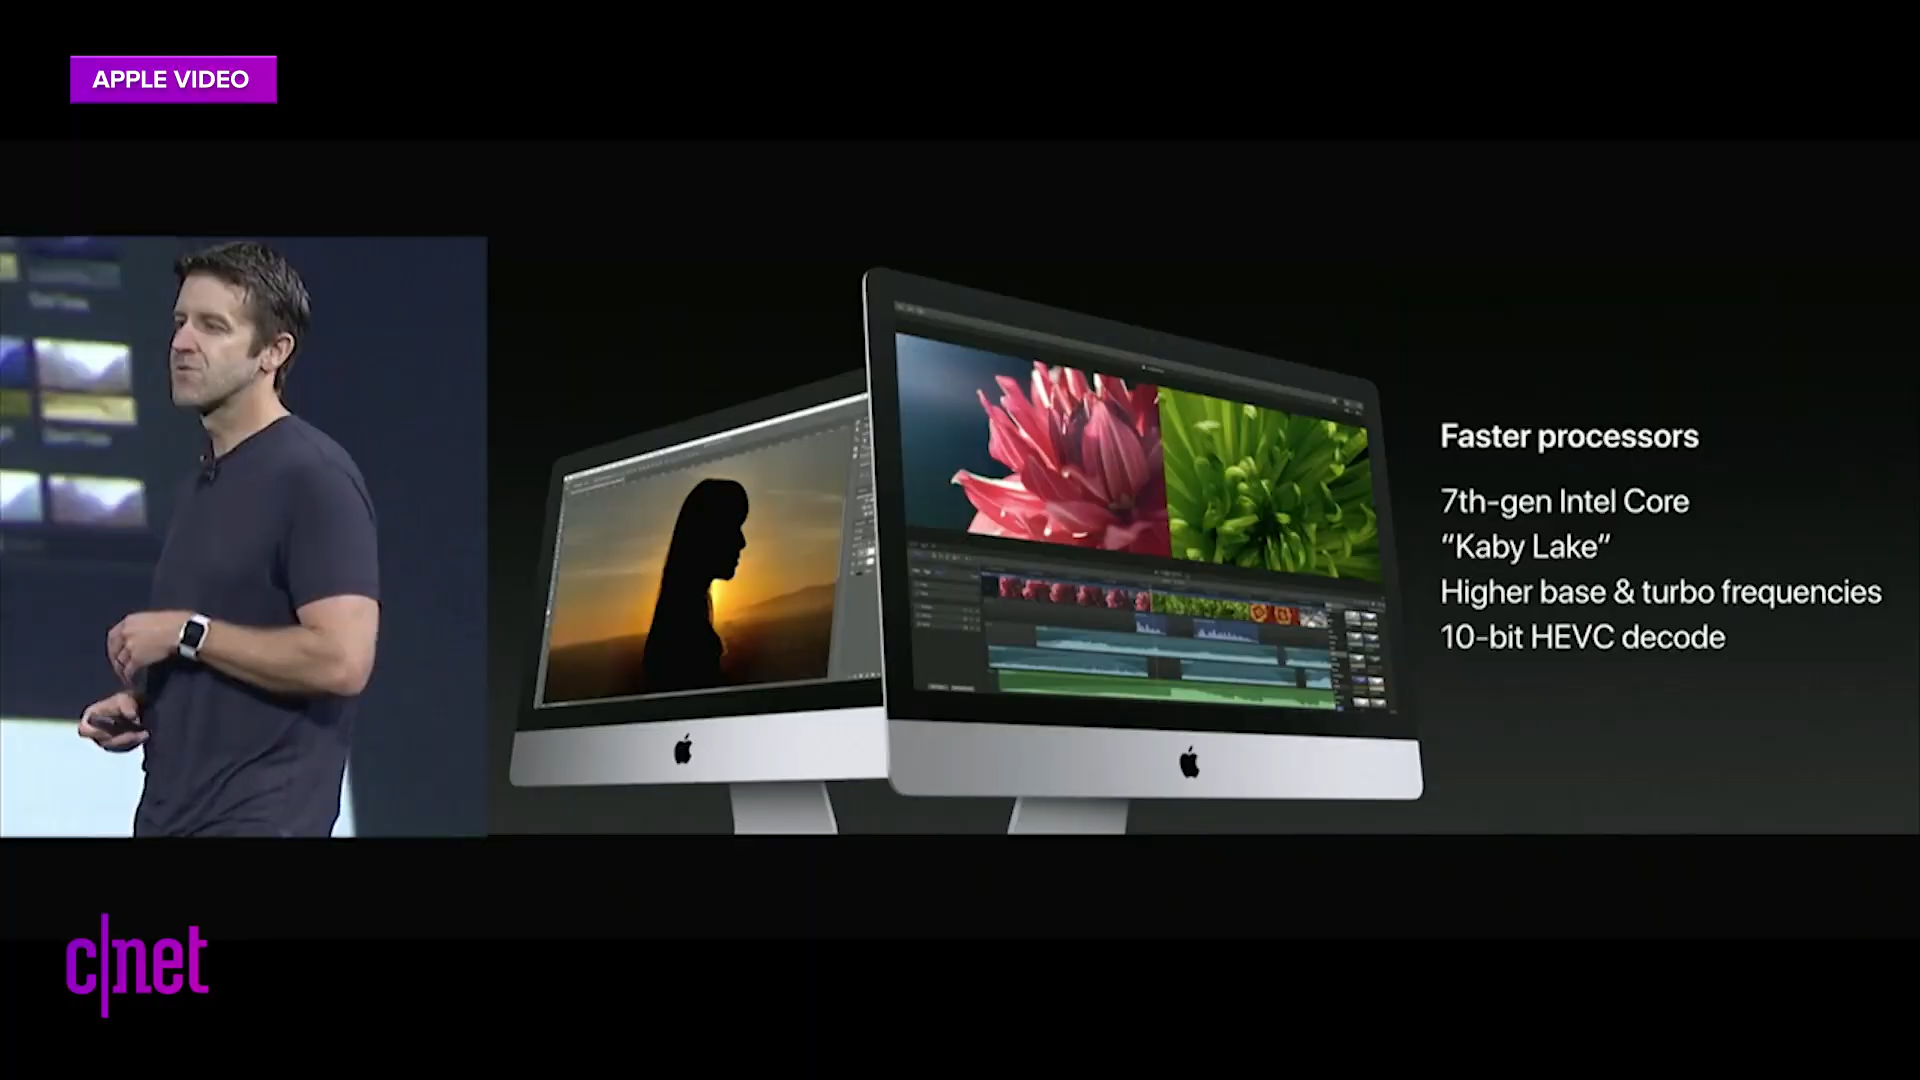 APPLE VIDEO
Faster processors
7th-gen Intel Core
“Kaby Lake”
Higher base & turbo frequencies
10-bit HEVC decode
c|net